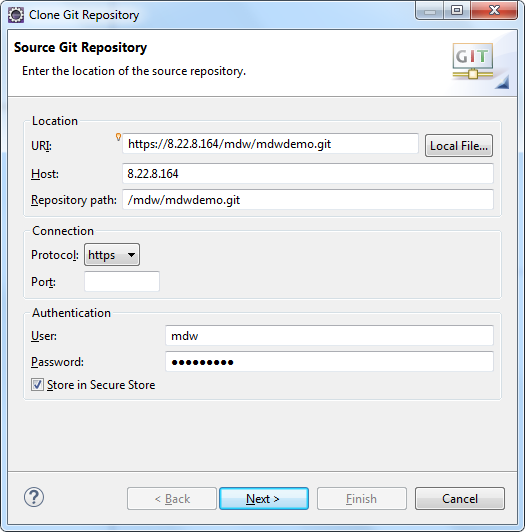 Clone Git Repository
Source Git Repository
Enter the location of the source repository.
GIT
Location
URI: https://8.22.8.164/mdw/mdwdemo.git Local File...
Host: 8.22.8.164
Repository path: /mdw/mdwdemo.git
Connection
Protocol: https
Port:
Authentication
User: mdw
Password: ●●●●●●●●●
Store in Secure Store
? < Back Next > Finish Cancel